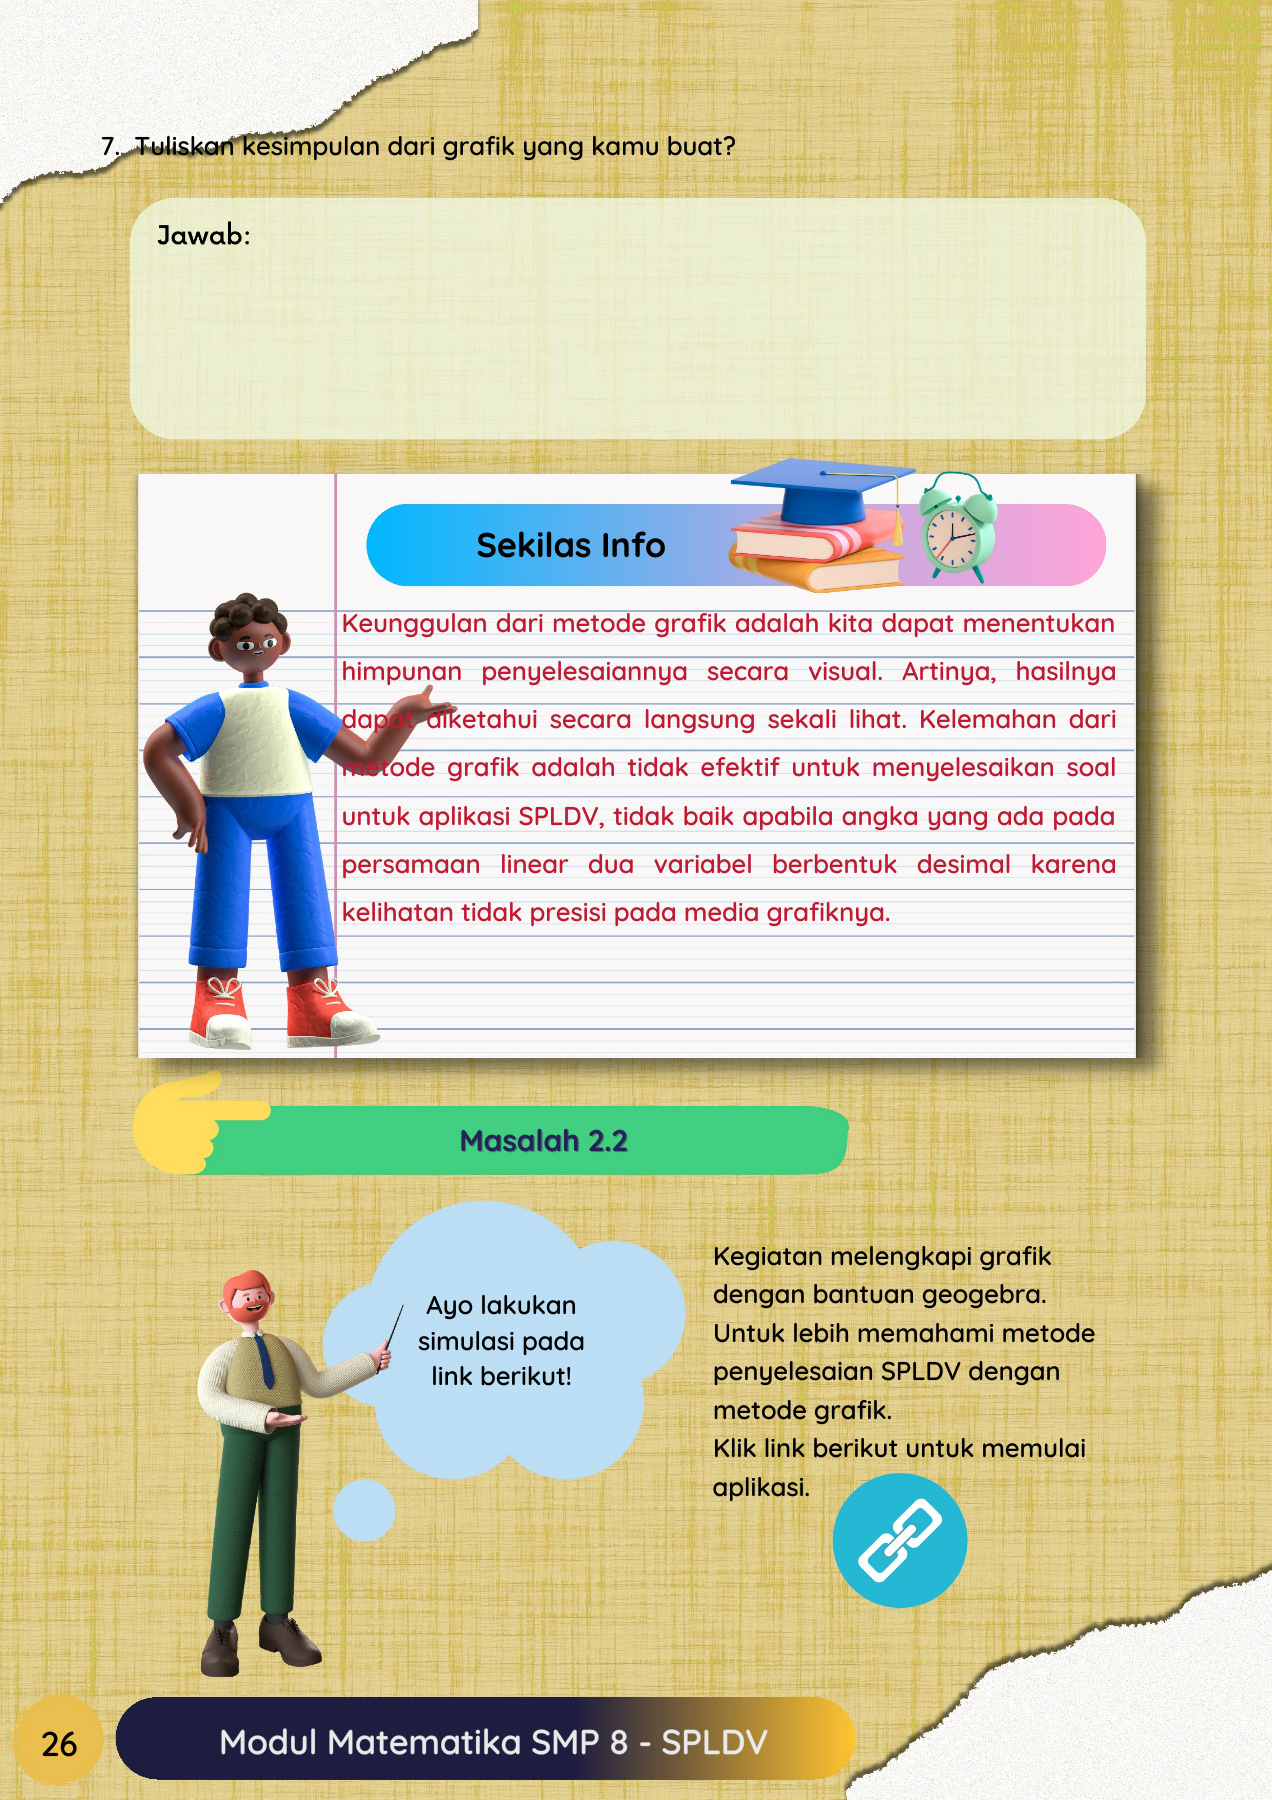 7. Tuliskan kesimpulan dari grafik yang kamu buat?
Jawab:
Sekilas Info
Keunggulan dari metode grafik adalah kita dapat menentukan
himpunan penyelesaiannya secara visual. Artinya, hasilnya
dapat diketahui secara langsung sekali lihat. Kelemahan dari
metode grafik adalah tidak efektif untuk menyelesaikan soal
untuk aplikasi SPLDV, tidak baik apabila angka yang ada pada
persamaan linear dua variabel berbentuk desimal karena
kelihatan tidak presisi pada media grafiknya.
Masalah 2.2
Ayo lakukan
simulasi pada
link berikut!
Kegiatan melengkapi grafik
dengan bantuan geogebra.
Untuk lebih memahami metode
penyelesaian SPLDV dengan
metode grafik.
Klik link berikut untuk memulai
aplikasi.
26
Modul Matematika SMP 8 - SPLDV